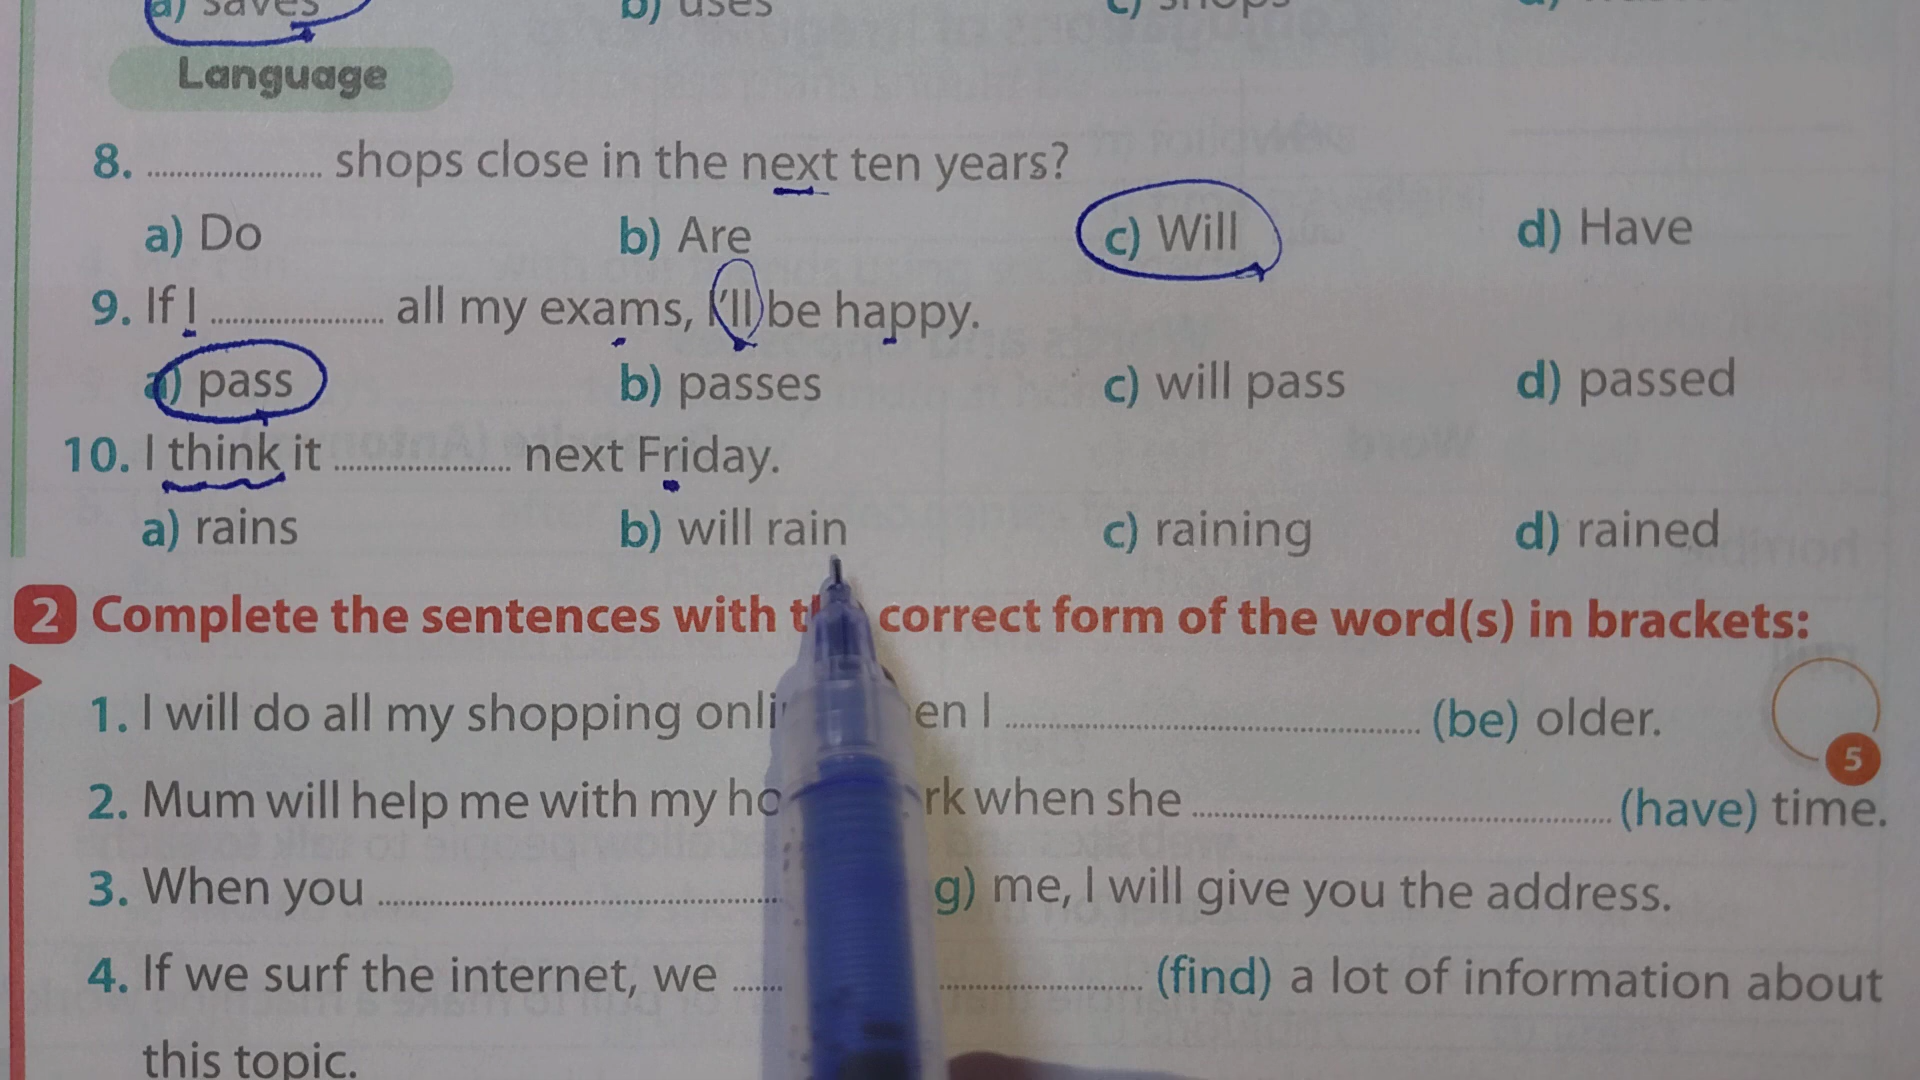 a) saves b) uses c) shops
Language
8. ........................ shops close in the next ten years?
a) Do b) Are c) Will d) Have
9. If I ........................ all my exams, I'll be happy.
a) pass b) passes c) will pass d) passed
10. I think it ........................ next Friday.
a) rains b) will rain c) raining d) rained
2 Complete the sentences with correct form of the word(s) in brackets:
1. I will do all my shopping I ........................ (be) older.
2. Mum will help me with my when she ........................ (have) time.
3. When you ........................ g) me, I will give you the address.
4. If we surf the internet, we ........................ (find) a lot of information about
this topic.
5